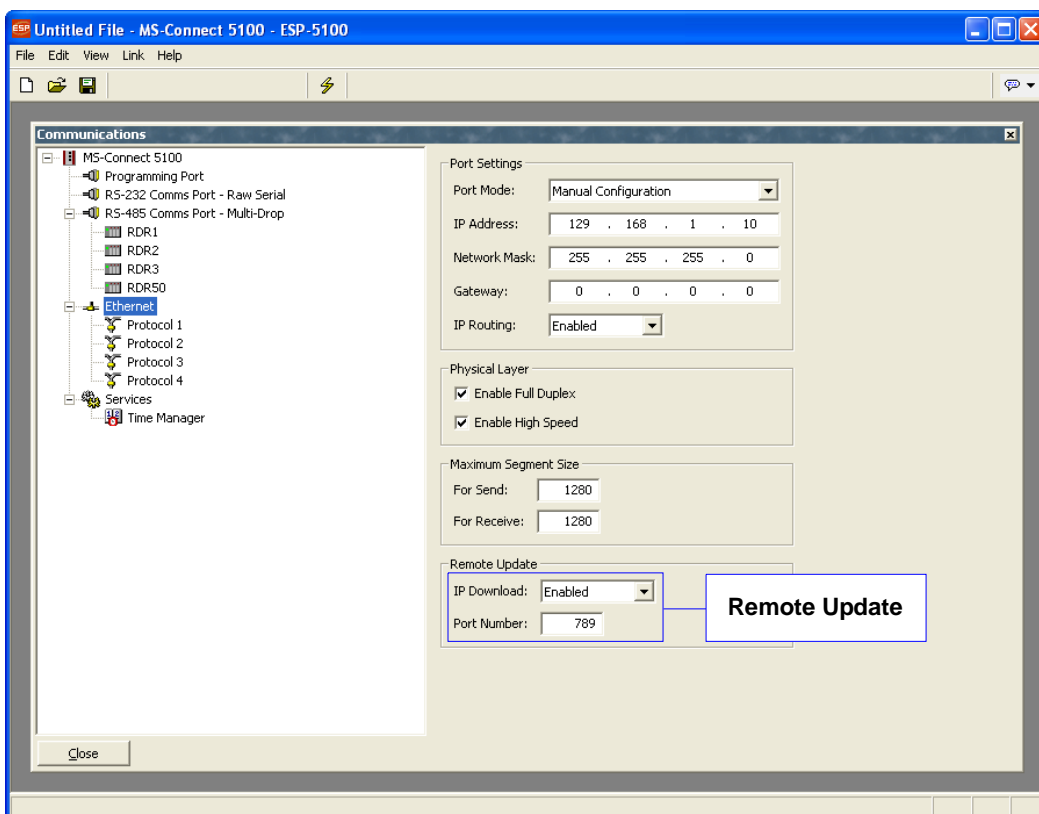 ESP Untitled File - MS-Connect 5100 - ESP-5100
File Edit View Link Help
Communications
MS-Connect 5100
Programming Port
RS-232 Comms Port - Raw Serial
RS-485 Comms Port - Multi-Drop
RDR1
RDR2
RDR3
RDR50
Ethernet
Protocol 1
Protocol 2
Protocol 3
Protocol 4
Services
Time Manager
Port Settings
Port Mode: Manual Configuration
IP Address: 129 . 168 . 1 . 10
Network Mask: 255 . 255 . 255 . 0
Gateway: 0 . 0 . 0 . 0
IP Routing: Enabled
Physical Layer
Enable Full Duplex
Enable High Speed
Maximum Segment Size
For Send: 1280
For Receive: 1280
Remote Update
IP Download: Enabled
Port Number: 789
Remote Update
Close